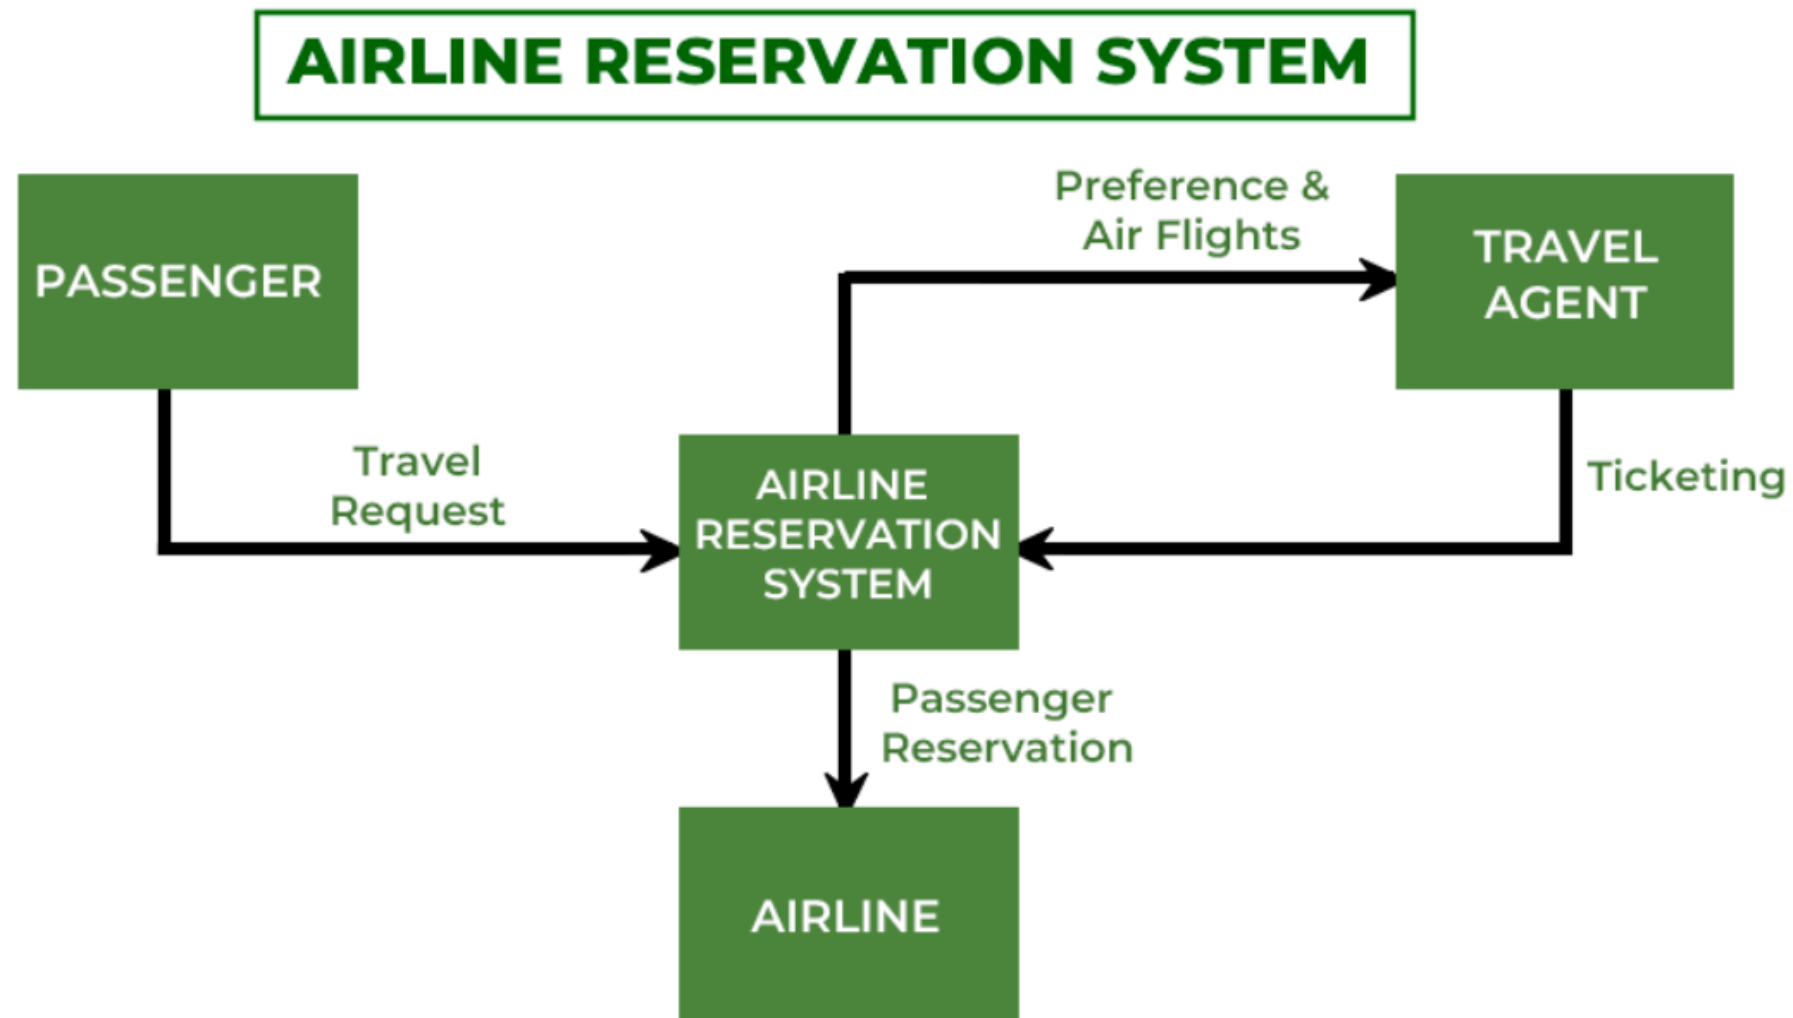 AIRLINE RESERVATION SYSTEM
PASSENGER
Preference &
Air Flights
TRAVEL
AGENT
Travel
Request
AIRLINE
RESERVATION
SYSTEM
Ticketing
Passenger
Reservation
AIRLINE